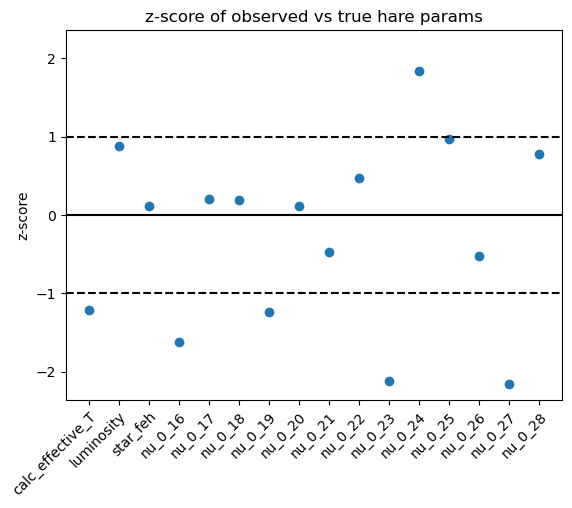 z-score of observed vs true hare params
z-score
2
1
0
−1
−2
calc_effective_T
luminosity
star_feh
nu_0_16
nu_0_17
nu_0_18
nu_0_19
nu_0_20
nu_0_21
nu_0_22
nu_0_23
nu_0_24
nu_0_25
nu_0_26
nu_0_27
nu_0_28